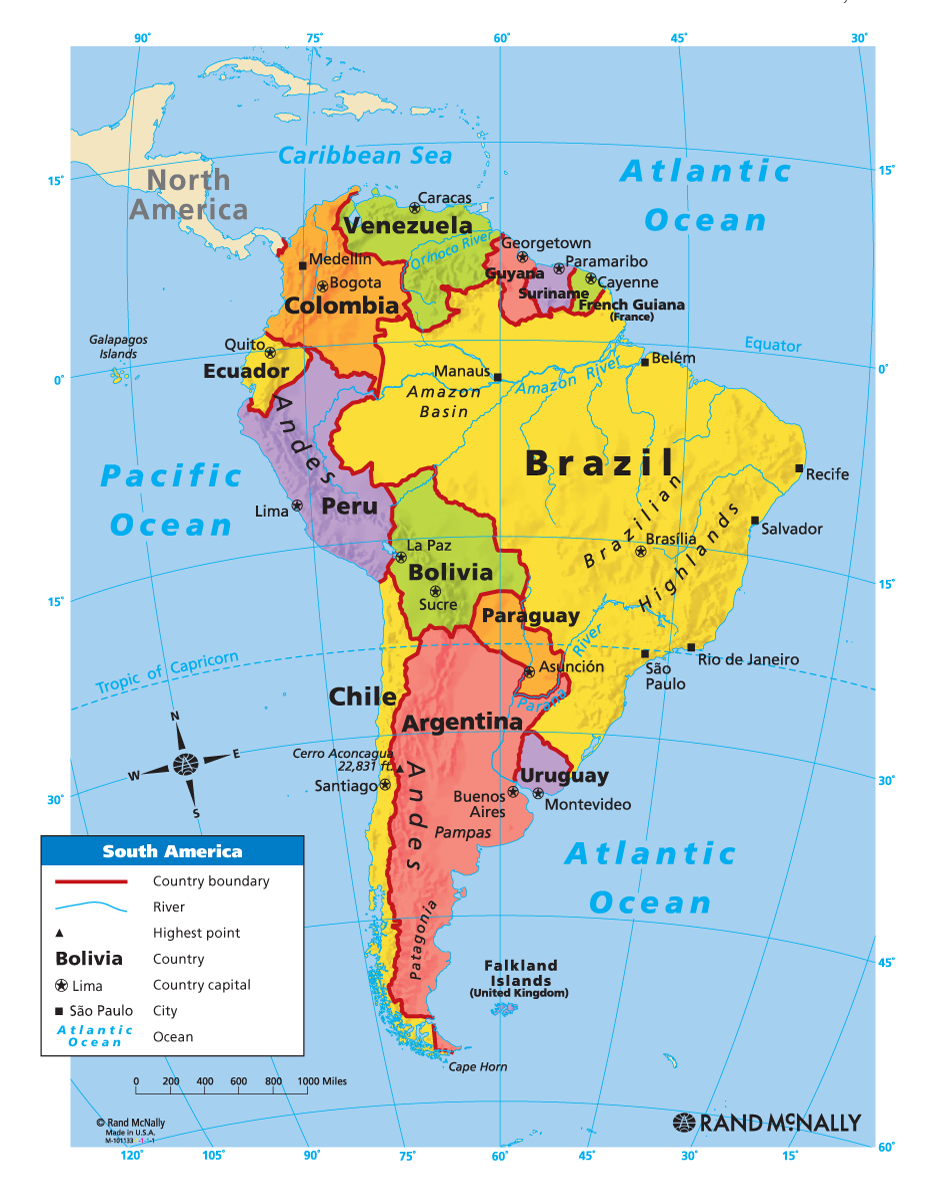 90°
75°
60°
45°
30°
Caribbean Sea
Atlantic
Ocean
15°
15°
North
America
Caracas
Venezuela
Orinoco River
Georgetown
Medellín
Paramaribo
Guyana
Bogota
Cayenne
Suriname
Colombia
French Guiana
(France)
Galapagos
Islands
Quito
Equator
Belém
Ecuador
Manaus
Amazon River
0°
0°
Amazon
Basin
Andes
Brazil
Pacific
Ocean
Recife
Lima
Peru
Salvador
La Paz
Brasília
Brazilian
Highlands
Bolivia
15°
15°
Sucre
Paraguay
River
Paraná
Tropic of Capricorn
Asunción
São
Paulo
Rio de Janeiro
Chile
Argentina
N
E
W
S
Cerro Aconcagua
22,831 ft.
Andes
Uruguay
Santiago
30°
30°
Buenos
Aires
Montevideo
Pampas
Atlantic
Ocean
South America
Country boundary
River
Highest point
Bolivia
Country
Lima
Country capital
São Paulo
City
Atlantic
Ocean
Ocean
Patagonia
45°
Falkland
Islands
(United Kingdom)
Cape Horn
0 200 400 600 800 1000 Miles
© Rand McNally
Made in U.S.A.
RAND McNALLY
60°
120°
105°
90°
75°
60°
45°
30°
15°